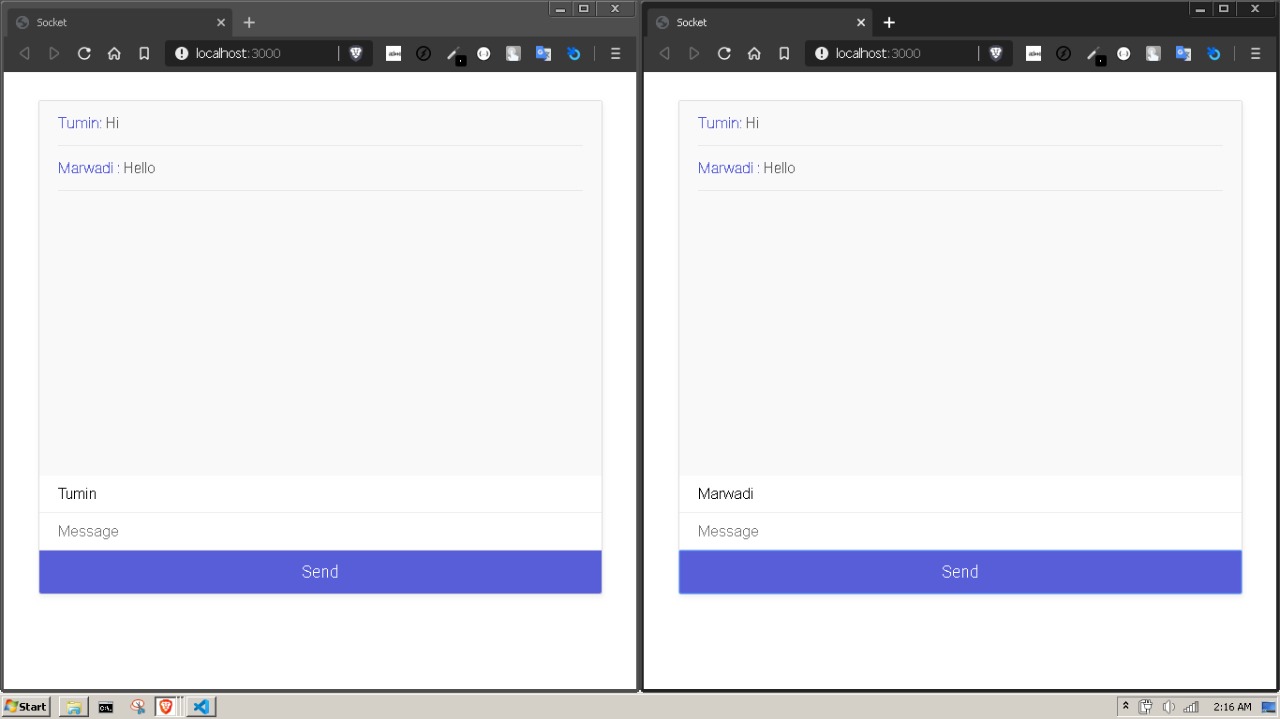 Socket
localhost:3000
Tumin: Hi
Marwadi : Hello
Tumin
Message
Send
Socket
localhost:3000
Tumin: Hi
Marwadi : Hello
Marwadi
Message
Send
Start
2:16 AM